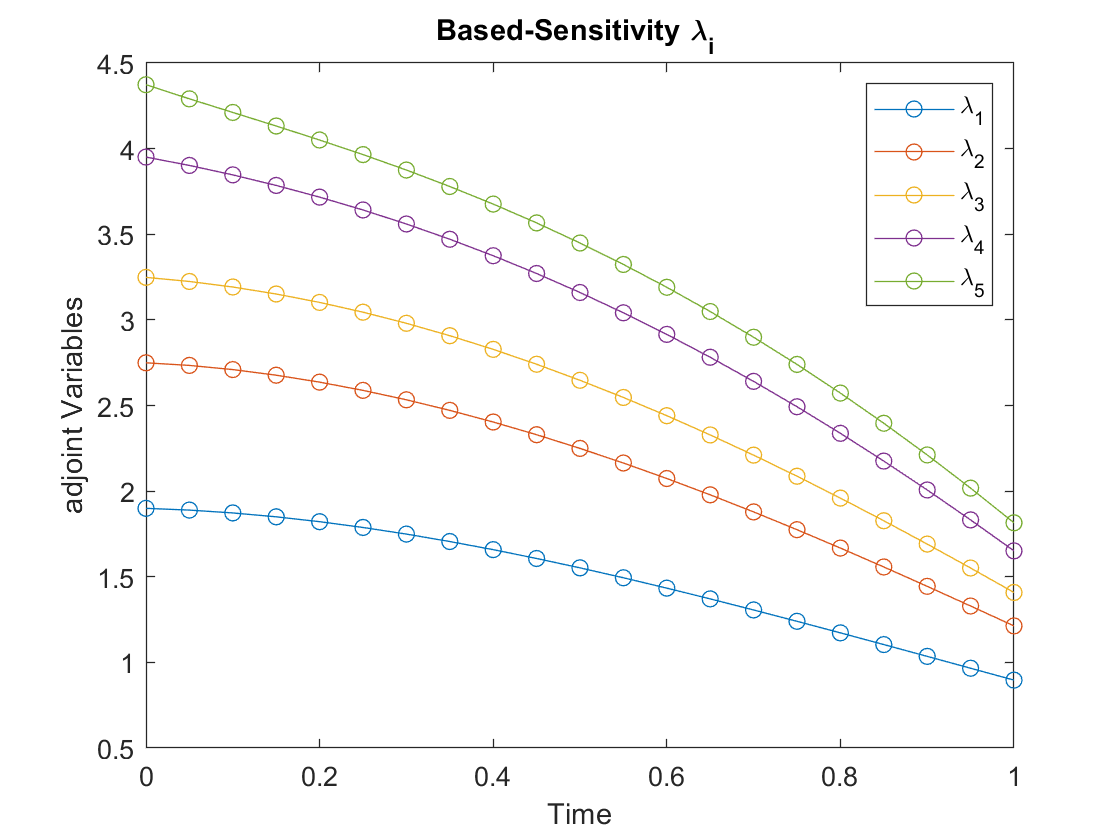 Based-Sensitivity λi
4.5
4
3.5
3
2.5
2
1.5
1
0.5
adjoint Variables
0 0.2 0.4 0.6 0.8 1
Time
λ1
λ2
λ3
λ4
λ5